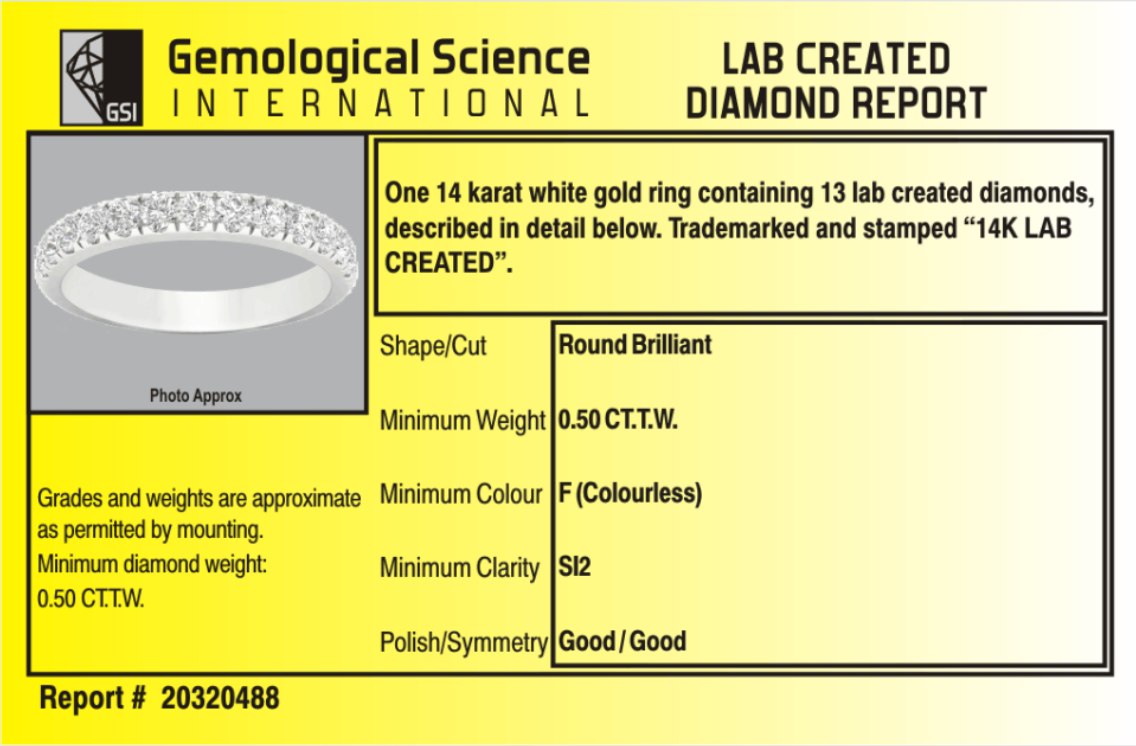 GSI
Gemological Science
INTERNATIONAL
LAB CREATED
DIAMOND REPORT
One 14 karat white gold ring containing 13 lab created diamonds,
described in detail below. Trademarked and stamped “14K LAB
CREATED”.
Photo Approx
Shape/Cut Round Brilliant
Minimum Weight 0.50 CT.T.W.
Minimum Colour F (Colourless)
Minimum Clarity SI2
Polish/Symmetry Good / Good
Grades and weights are approximate
as permitted by mounting.
Minimum diamond weight:
0.50 CT.T.W.
Report # 20320488